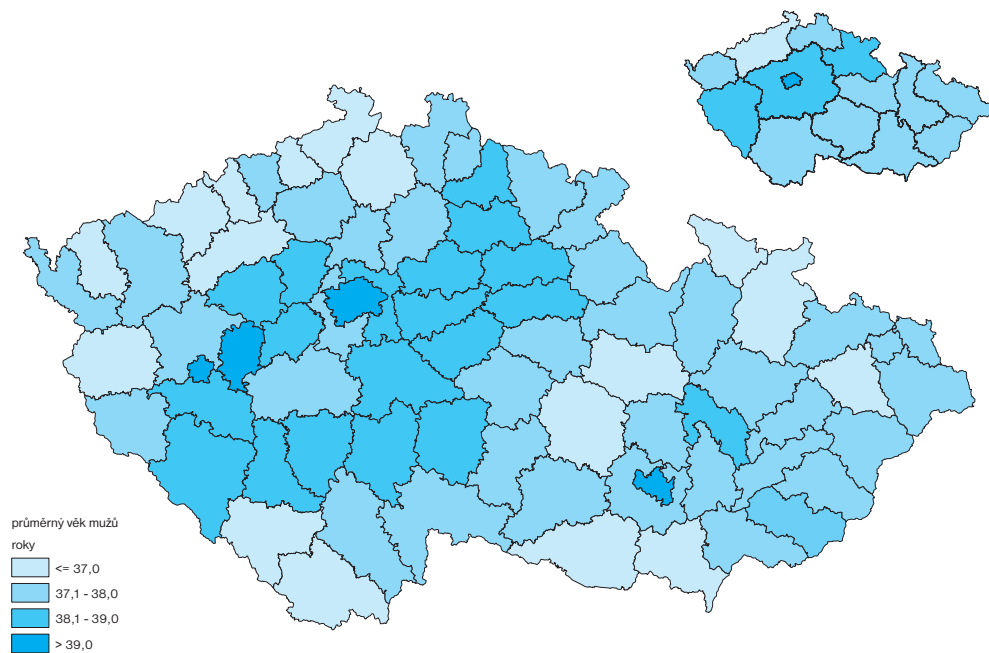 průměrný věk mužů
roky
<= 37,0
37,1 - 38,0
38,1 - 39,0
> 39,0